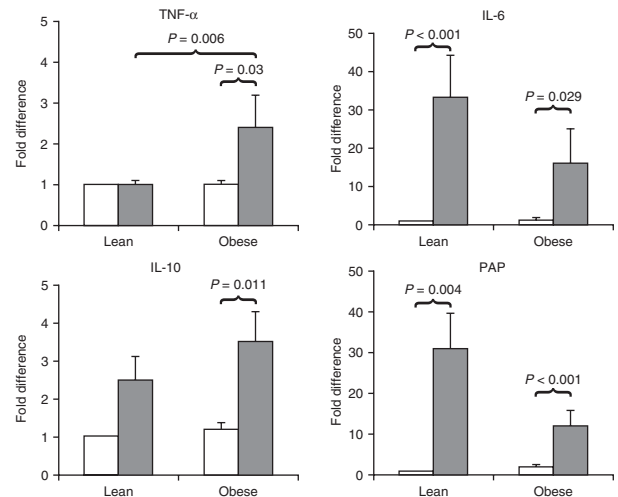 TNF-α
5
4
3
2
1
0
Fold difference
P = 0.006
P = 0.03
Lean
Obese
IL-6
50
40
30
20
10
0
Fold difference
P < 0.001
P = 0.029
Lean
Obese
IL-10
5
4
3
2
1
0
Fold difference
P = 0.011
Lean
Obese
PAP
50
40
30
20
10
0
Fold difference
P = 0.004
P < 0.001
Lean
Obese